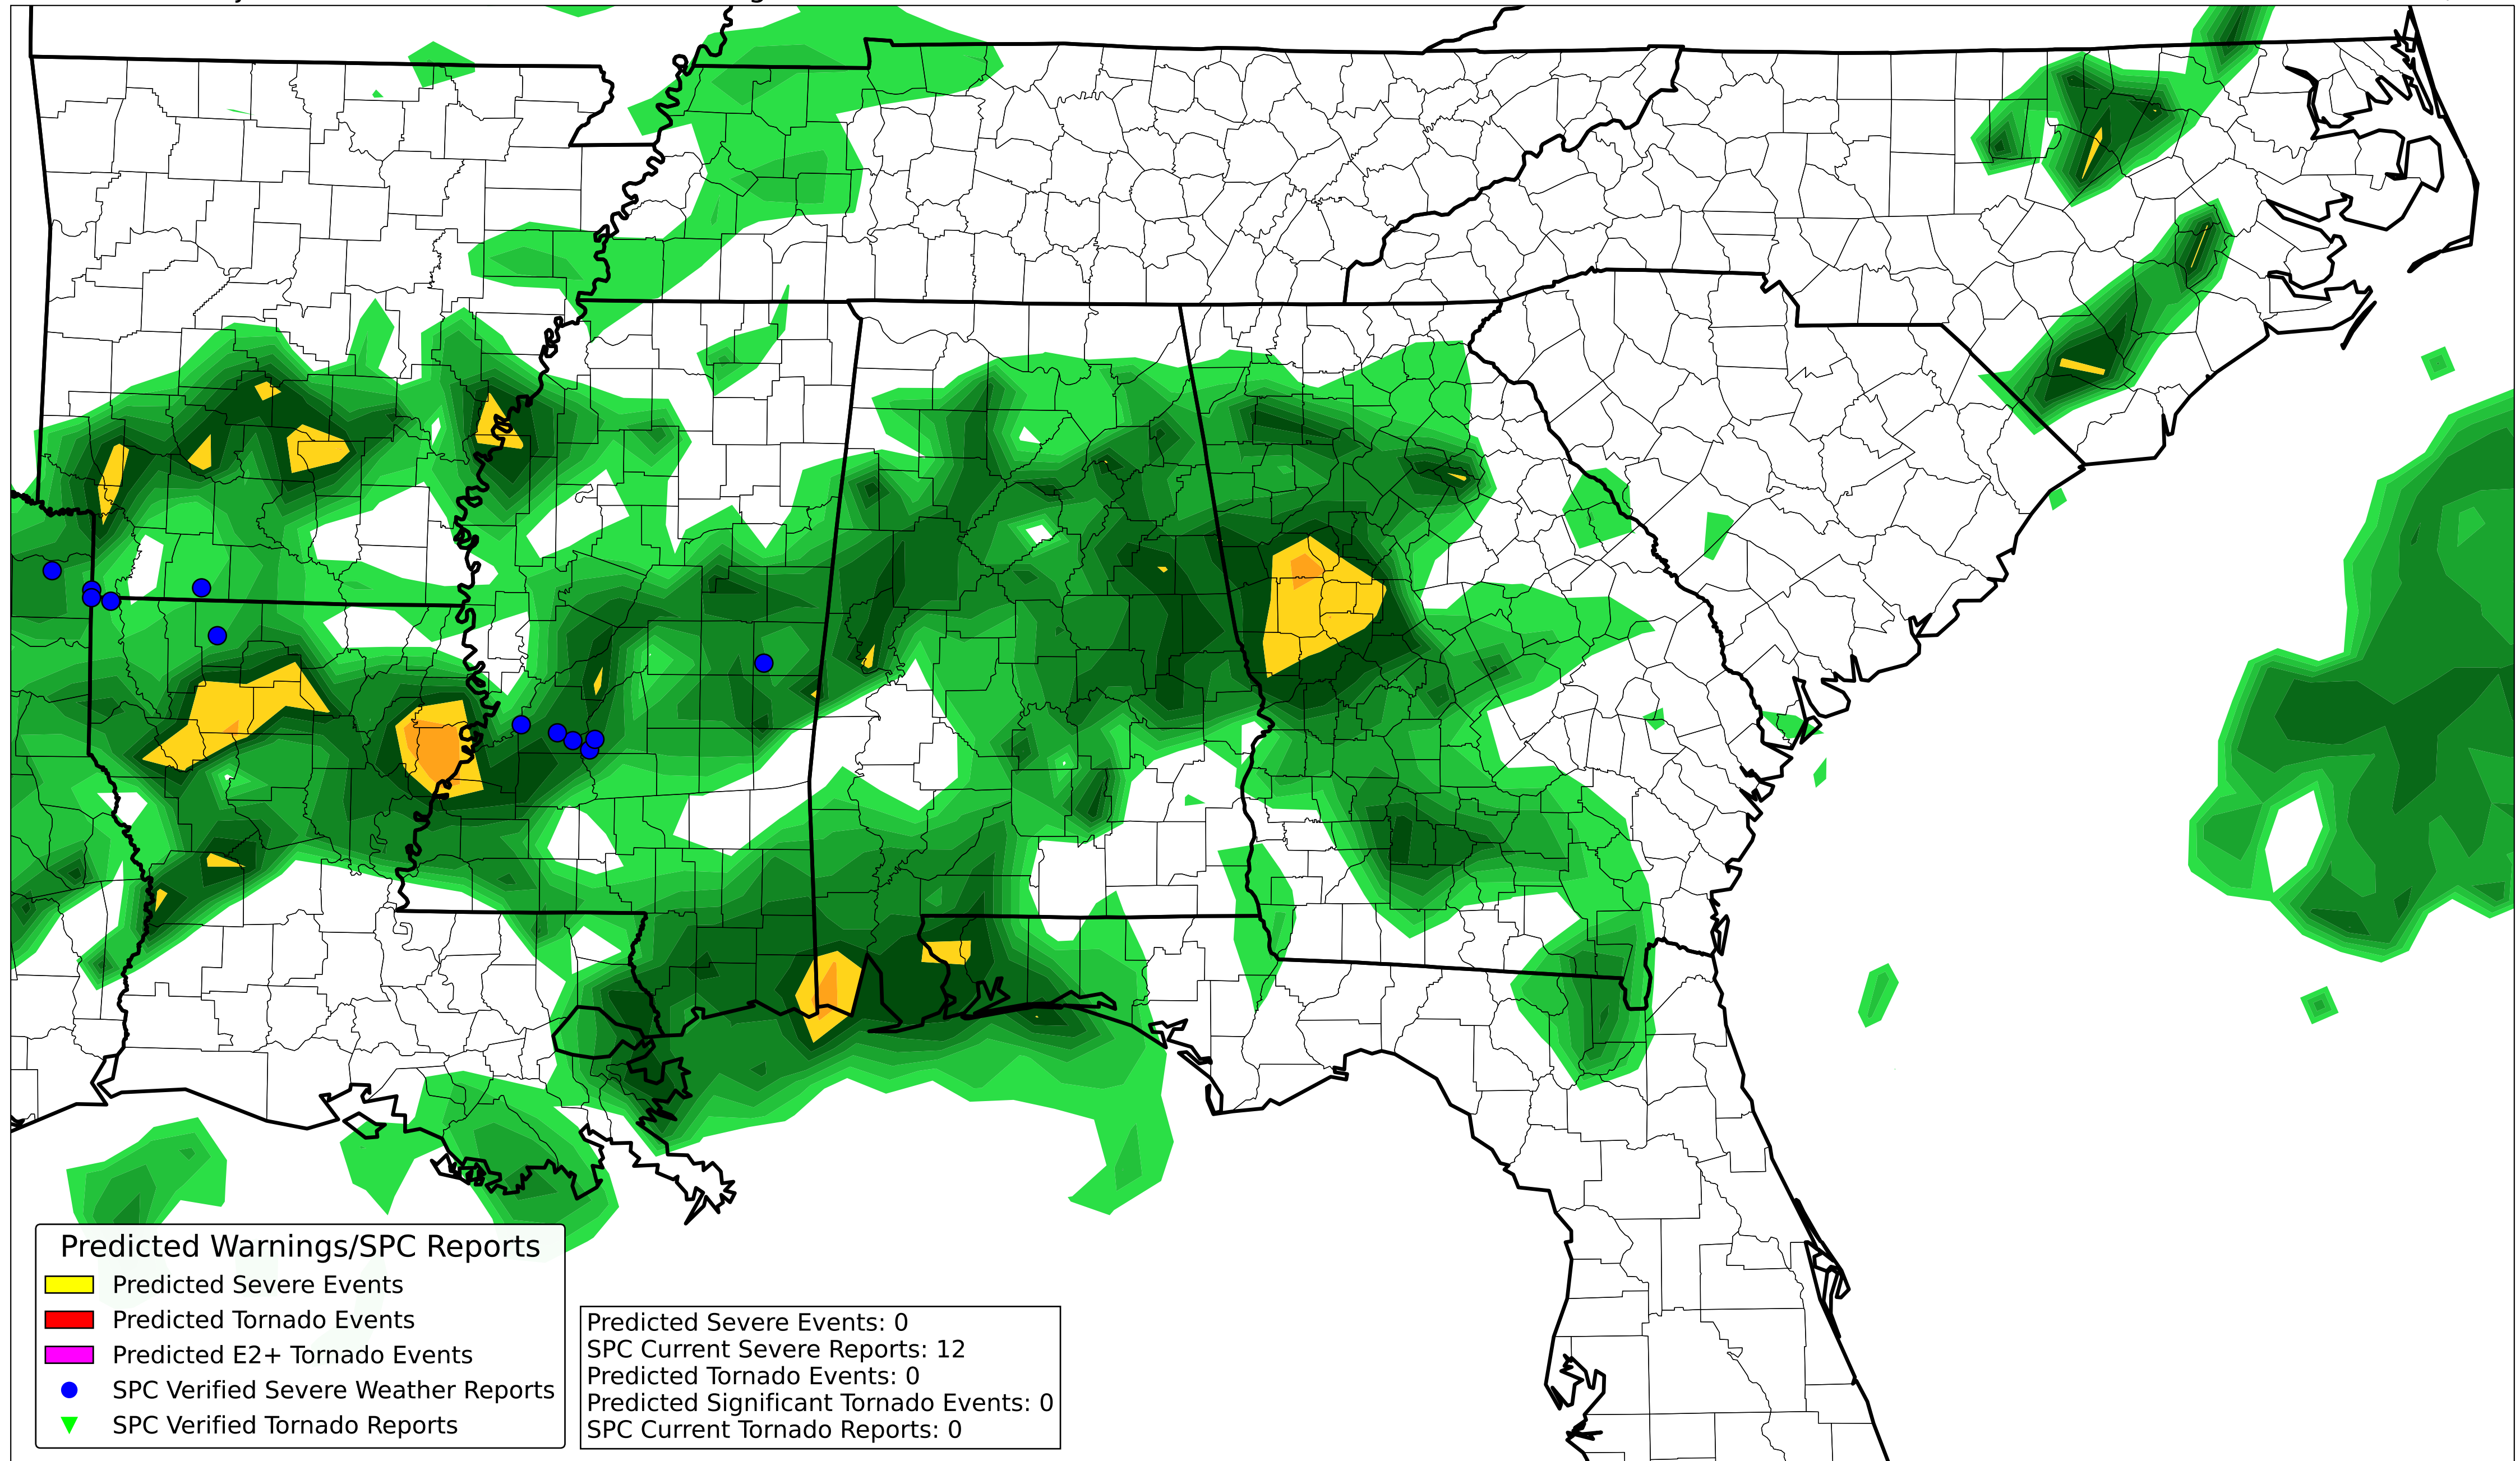 Predicted Warnings/SPC Reports
Predicted Severe Events
Predicted Tornado Events
Predicted E2+ Tornado Events
SPC Verified Severe Weather Reports
SPC Verified Tornado Reports
Predicted Severe Events: 0
SPC Current Severe Reports: 12
Predicted Tornado Events: 0
Predicted Significant Tornado Events: 0
SPC Current Tornado Reports: 0